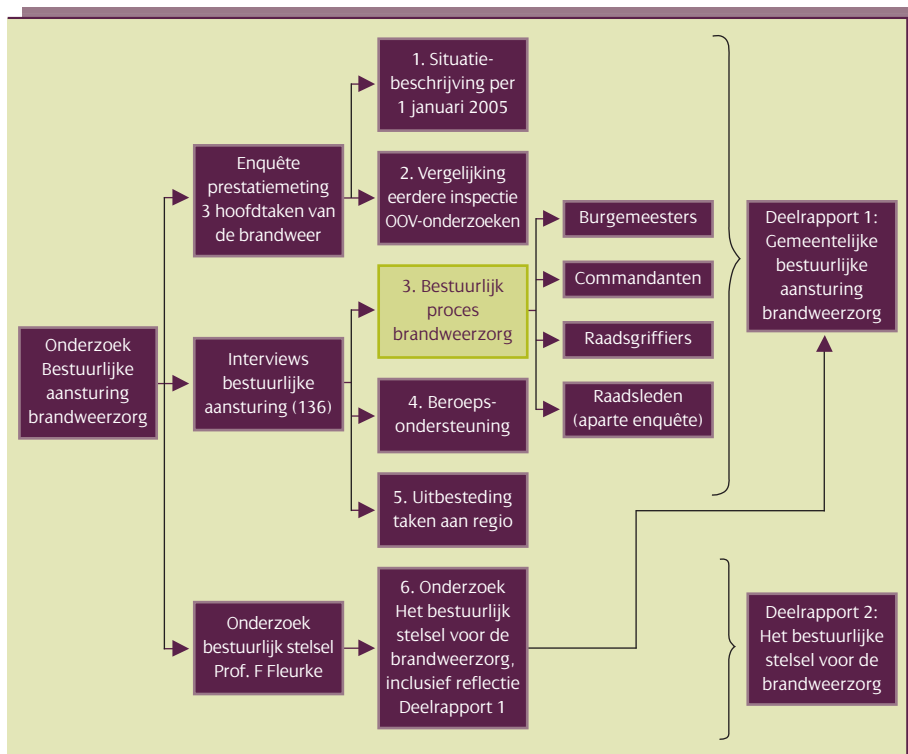 Onderzoek
Bestuurlijke
aansturing
brandweerzorg
Enquête
prestatiemeting
3 hoofdtaken van
de brandweer
Interviews
bestuurlijke
aansturing (136)
Onderzoek
bestuurlijk stelsel
Prof. F Fleurke
1. Situatie-
beschrijving per
1 januari 2005
2. Vergelijking
eerdere inspectie
OOV-onderzoeken
3. Bestuurlijk
proces
brandweerzorg
4. Beroeps-
ondersteuning
5. Uitbesteding
taken aan regio
6. Onderzoek
Het bestuurlijk
stelsel voor de
brandweerzorg,
inclusief reflectie
Deelrapport 1
Burgemeesters
Commandanten
Raadsgriffiers
Raadsleden
(aparte enquête)
Deelrapport 1:
Gemeentelijke
bestuurlijke
aansturing
brandweerzorg
Deelrapport 2:
Het bestuurlijke
stelsel voor de
brandweerzorg